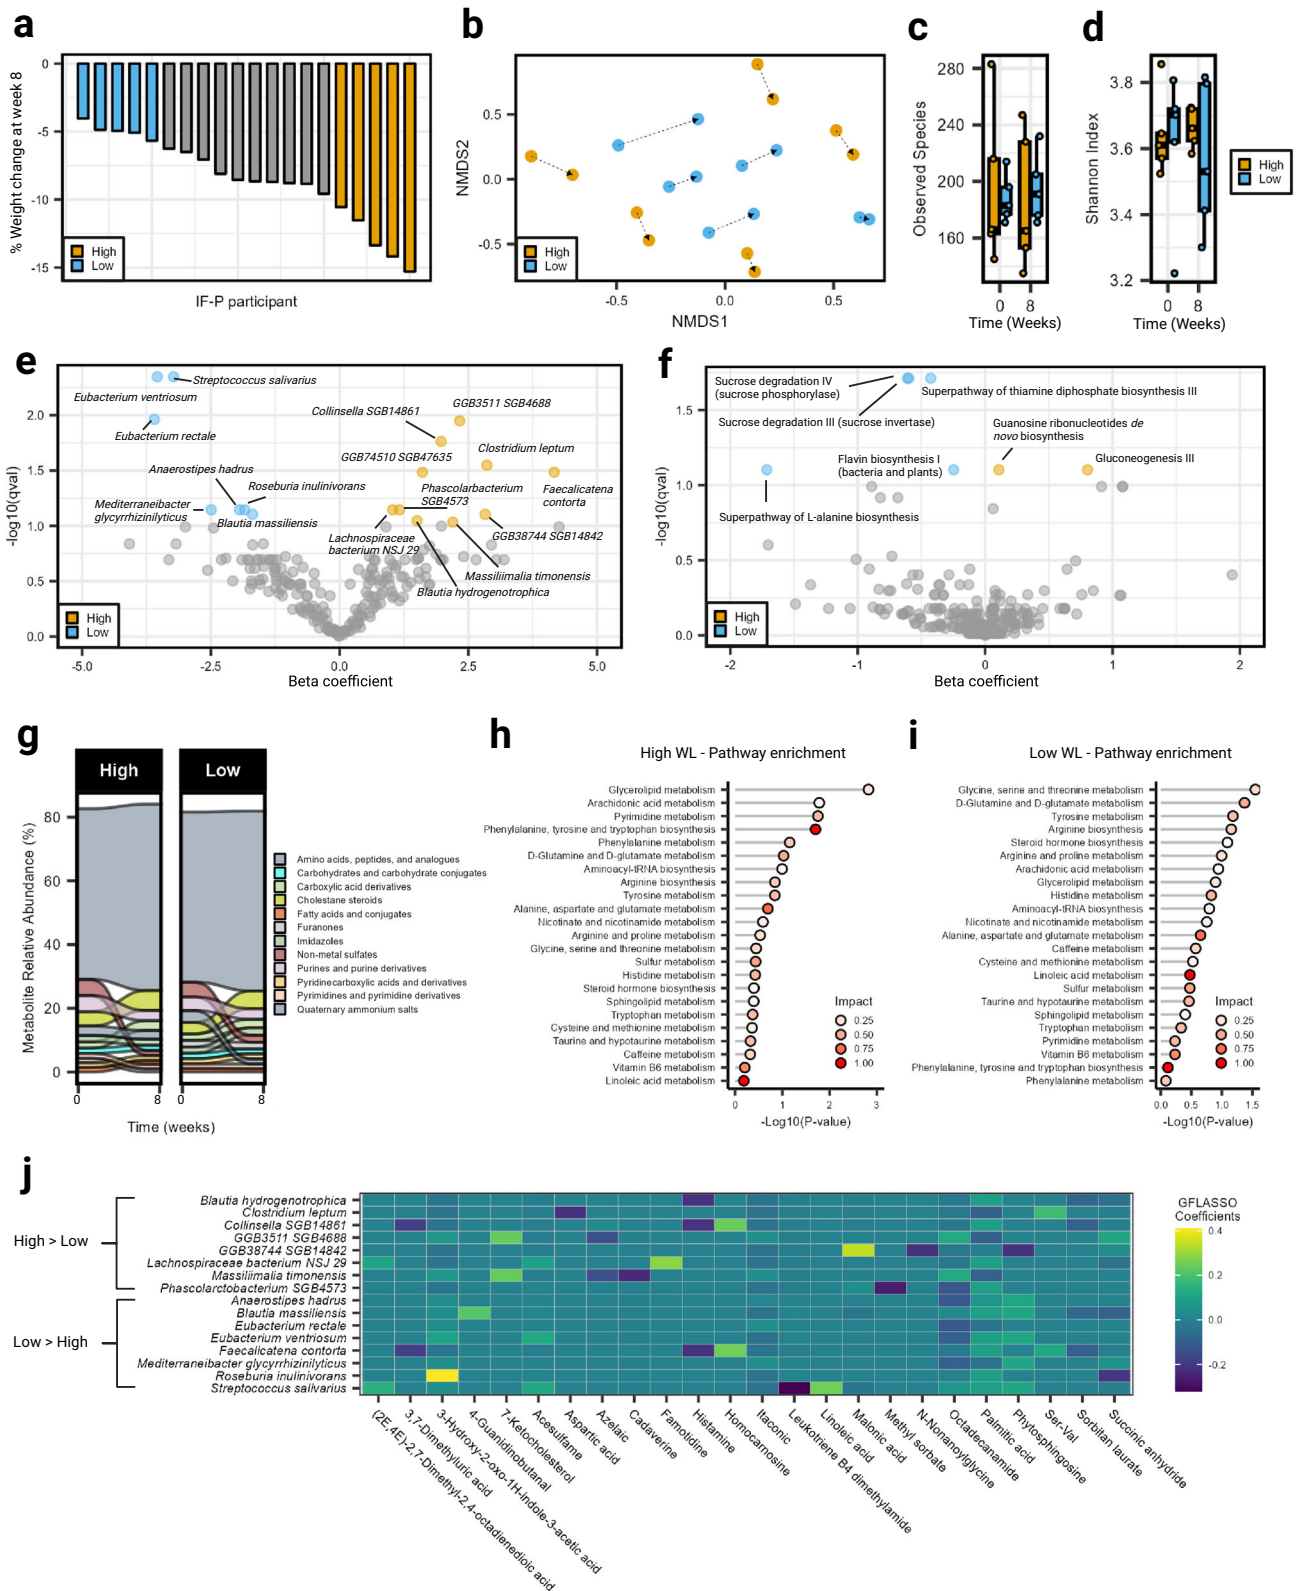 a
0
-5
-10
-15
% Weight change at week 8
High
Low
IF-P participant
b
0.5
0.0
-0.5
NMDS2
High
Low
-0.5
0.0
0.5
NMDS1
c
280
240
200
160
Observed Species
0
8
Time (Weeks)
d
3.8
3.6
3.4
3.2
Shannon Index
0
8
Time (Weeks)
High
Low
e
Streptococcus salivarius
Eubacterium ventriosum
Eubacterium rectale
Collinsella SGB14861
GGB3511 SGB4688
Clostridium leptum
GGB74510 SGB47635
Anaerostipes hadrus
Roseburia inulinivorans
Phascolarbacterium
SGB4573
Faecalicatena
contorta
Mediterraneibacter
glycyrrhizinilyticus
Blautia massiliensis
Lachnospiraceae
bacterium NSJ 29
GGB38744 SGB14842
Massiliimalia timonensis
Blautia hydrogenotrophica
2.0
1.5
1.0
0.5
0.0
-log10(qval)
High
Low
-5.0
-2.5
0.0
2.5
5.0
Beta coefficient
f
Sucrose degradation IV
(sucrose phosphorylase)
Superpathway of thiamine diphosphate biosynthesis III
Sucrose degradation III (sucrose invertase)
Guanosine ribonucleotides de
novo biosynthesis
Flavin biosynthesis I
(bacteria and plants)
Gluconeogenesis III
Superpathway of L-alanine biosynthesis
1.5
1.0
0.5
0.0
-log10(qval)
High
Low
-2
-1
0
1
2
Beta coefficient
g
High
Low
80
60
40
20
0
Metabolite Relative Abundance (%)
0
8
0
8
Time (weeks)
Amino acids, peptides, and analogues
Carbohydrates and carbohydrate conjugates
Carboxylic acid derivatives
Cholestane steroids
Fatty acids and conjugates
Furanones
Imidazoles
Non-metal sulfates
Purines and purine derivatives
Pyridinecarboxylic acids and derivatives
Pyrimidines and pyrimidine derivatives
Quaternary ammonium salts
h
High WL - Pathway enrichment
Glycerolipid metabolism
Arachidonic acid metabolism
Pyrimidine metabolism
Phenylalanine, tyrosine and tryptophan biosynthesis
Phenylalanine metabolism
D-Glutamine and D-glutamate metabolism
Aminoacyl-tRNA biosynthesis
Arginine biosynthesis
Tyrosine metabolism
Alanine, aspartate and glutamate metabolism
Nicotinate and nicotinamide metabolism
Arginine and proline metabolism
Glycine, serine and threonine metabolism
Sulfur metabolism
Histidine metabolism
Steroid hormone biosynthesis
Sphingolipid metabolism
Tryptophan metabolism
Cysteine and methionine metabolism
Taurine and hypotaurine metabolism
Caffeine metabolism
Vitamin B6 metabolism
Linoleic acid metabolism
Impact
0.25
0.50
0.75
1.00
0
1
2
3
-Log10(P-value)
i
Low WL - Pathway enrichment
Glycine, serine and threonine metabolism
D-Glutamine and D-glutamate metabolism
Tyrosine metabolism
Arginine biosynthesis
Steroid hormone biosynthesis
Arginine and proline metabolism
Arachidonic acid metabolism
Glycerolipid metabolism
Histidine metabolism
Aminoacyl-tRNA biosynthesis
Nicotinate and nicotinamide metabolism
Alanine, aspartate and glutamate metabolism
Caffeine metabolism
Cysteine and methionine metabolism
Linoleic acid metabolism
Sulfur metabolism
Taurine and hypotaurine metabolism
Sphingolipid metabolism
Tryptophan metabolism
Pyrimidine metabolism
Vitamin B6 metabolism
Phenylalanine, tyrosine and tryptophan biosynthesis
Phenylalanine metabolism
Impact
0.25
0.50
0.75
1.00
0.0
0.5
1.0
1.5
-Log10(P-value)
j
High > Low
Low > High
Blautia hydrogenotrophica
Clostridium leptum
Collinsella SGB14861
GGB3511 SGB4688
GGB38744 SGB14842
Lachnospiraceae bacterium NSJ 29
Massiliimalia timonensis
Phascolarctobacterium SGB4573
Anaerostipes hadrus
Blautia massiliensis
Eubacterium rectale
Eubacterium ventriosum
Faecalicatena contorta
Mediterraneibacter glycyrrhizinilyticus
Roseburia inulinivorans
Streptococcus salivarius
(2E,4E)-2,7-Dimethyl-2,4-octadienedioic acid
3,7-Dimethyluric acid
3-Hydroxy-2-oxo-1H-indole-3-acetic acid
4-Guanidinobutanal
7-Ketocholesterol
Acesulfame
Aspartic acid
Azelaic
Cadaverine
Famotidine
Histamine
Homocarnosine
Itaconic
Leukotriene B4 dimethylamide
Linoleic acid
Malonic acid
Methyl sorbate
N-Nonanoylglycine
Octadecanamide
Palmitic acid
Phytosphingosine
Ser-Val
Sorbitan laurate
Succinic anhydride
GFLASSO
Coefficients
0.4
0.2
0.0
-0.2